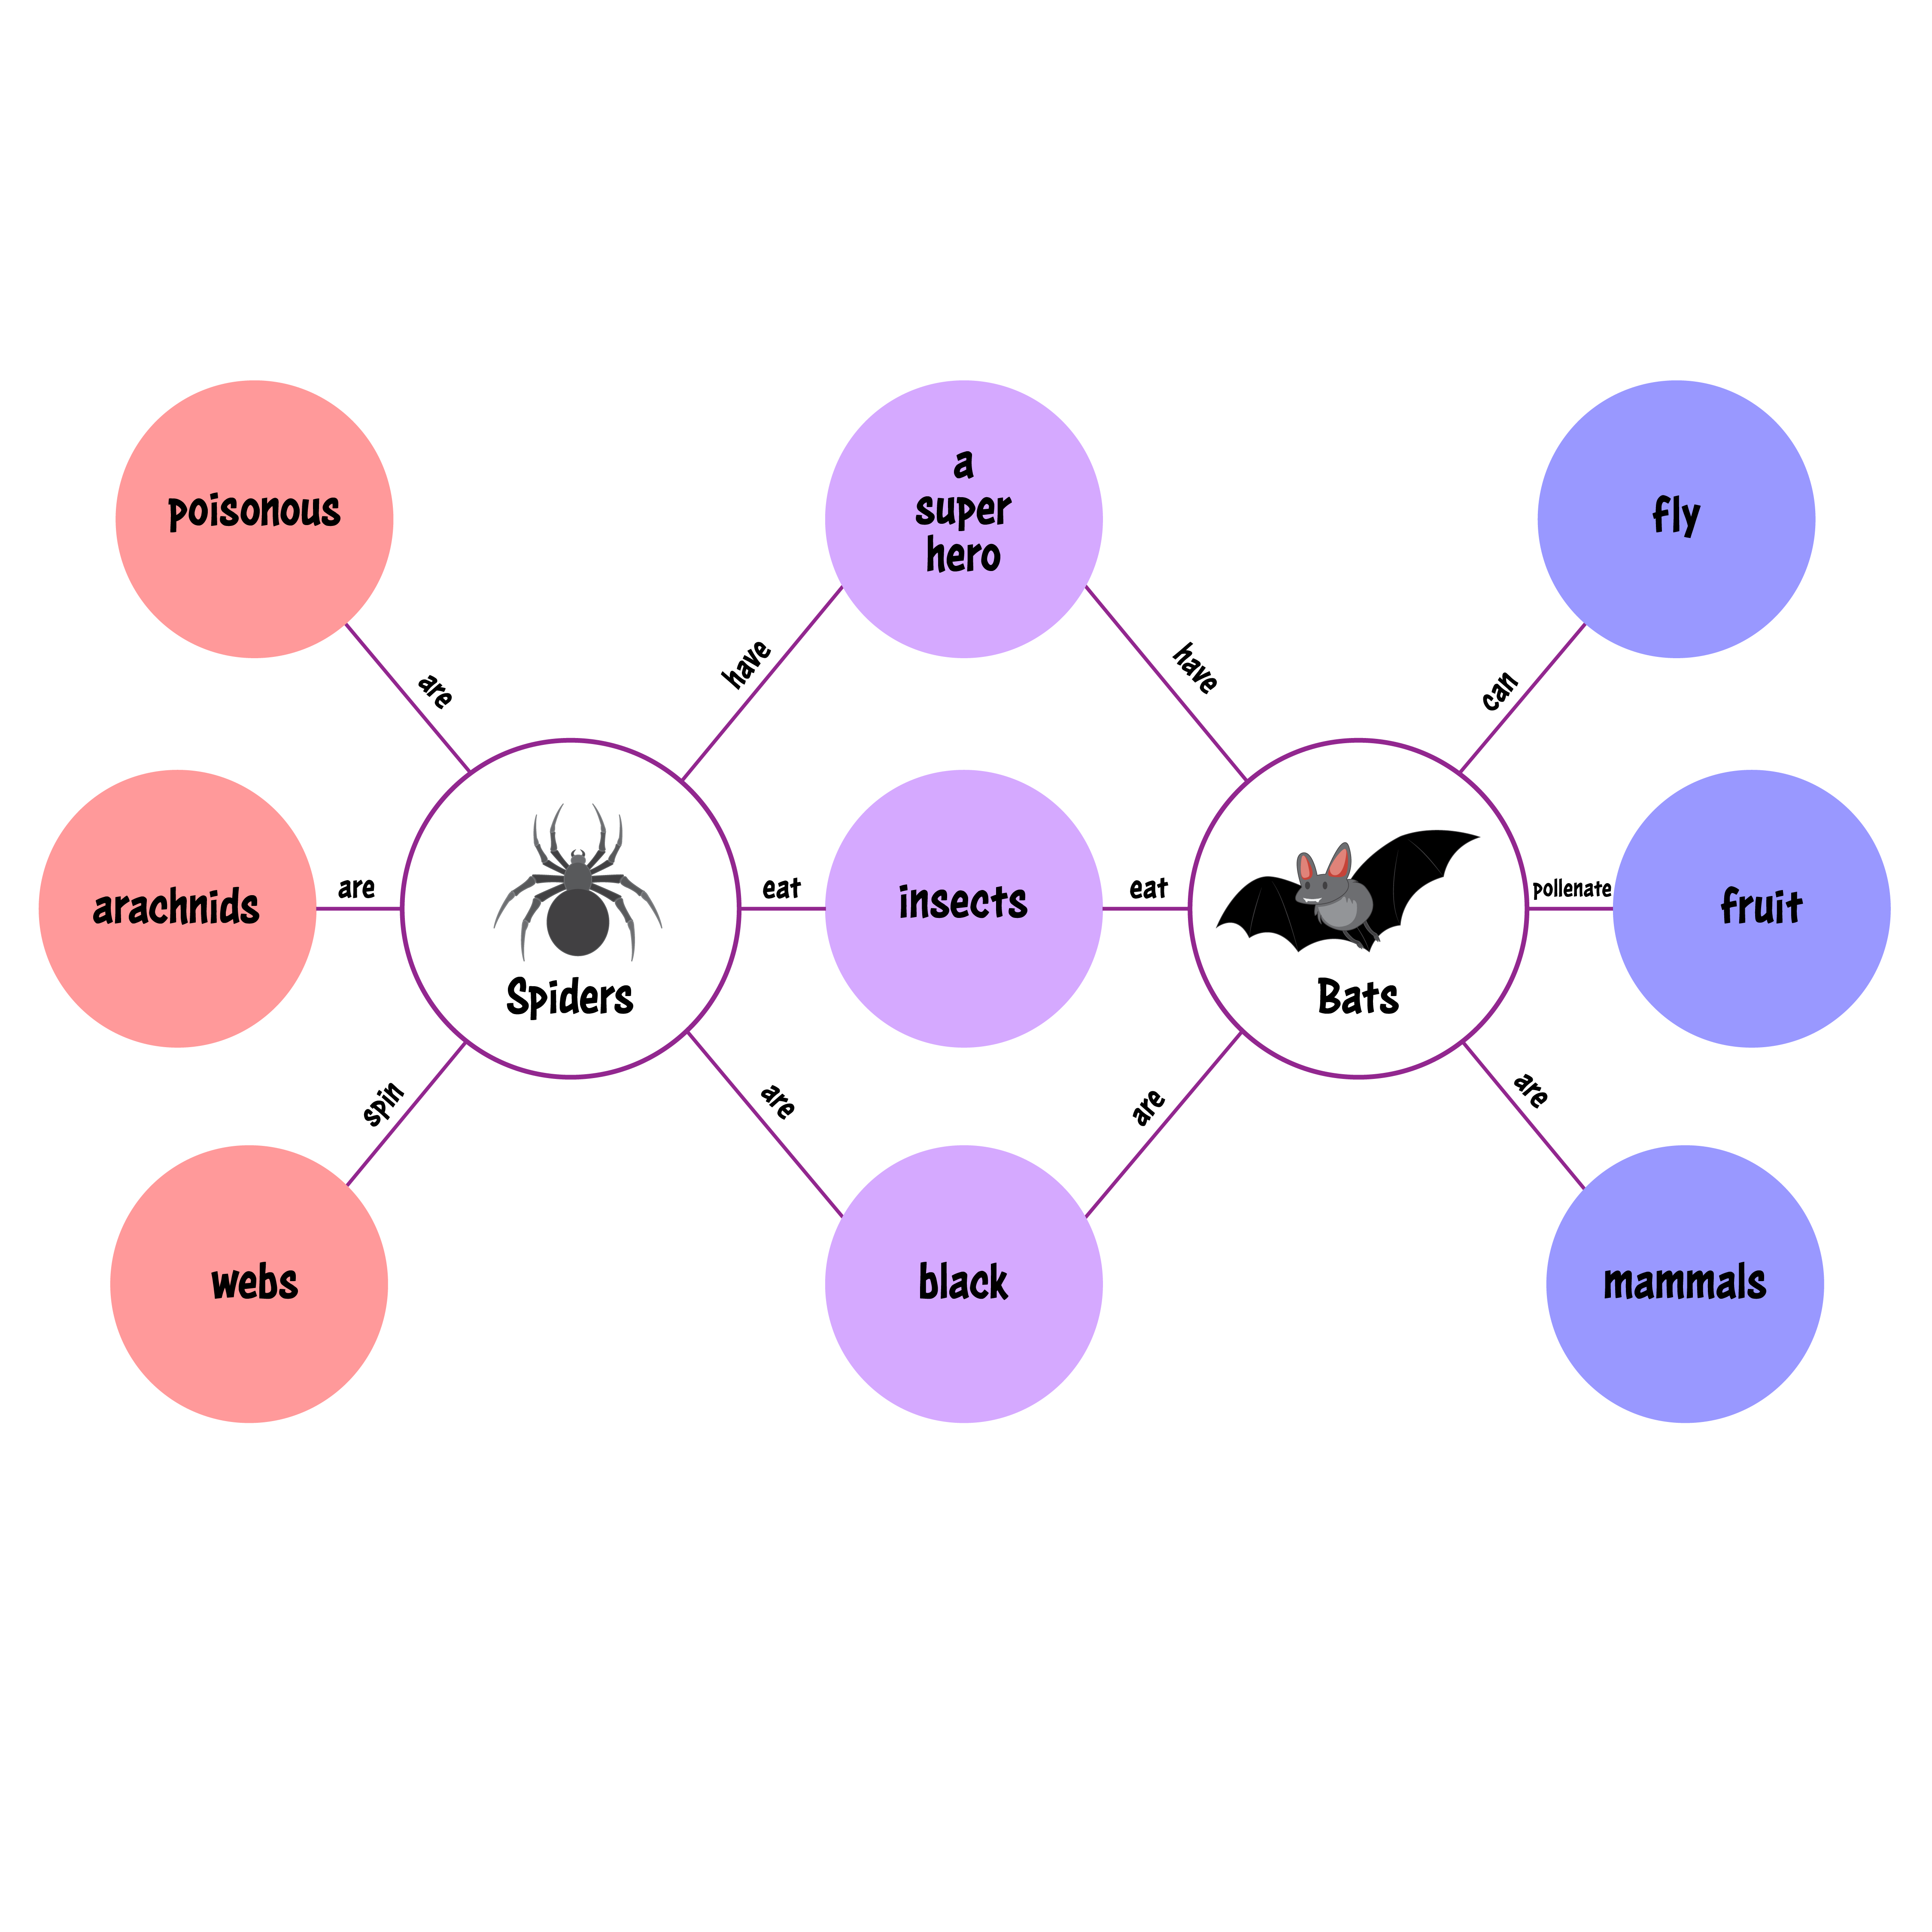 poisonous
a
super
hero
fly
are
have
have
can
arachnids
are
Spiders
eat
insects
eat
Bats
pollenate
fruit
spin
are
are
are
webs
black
mammals